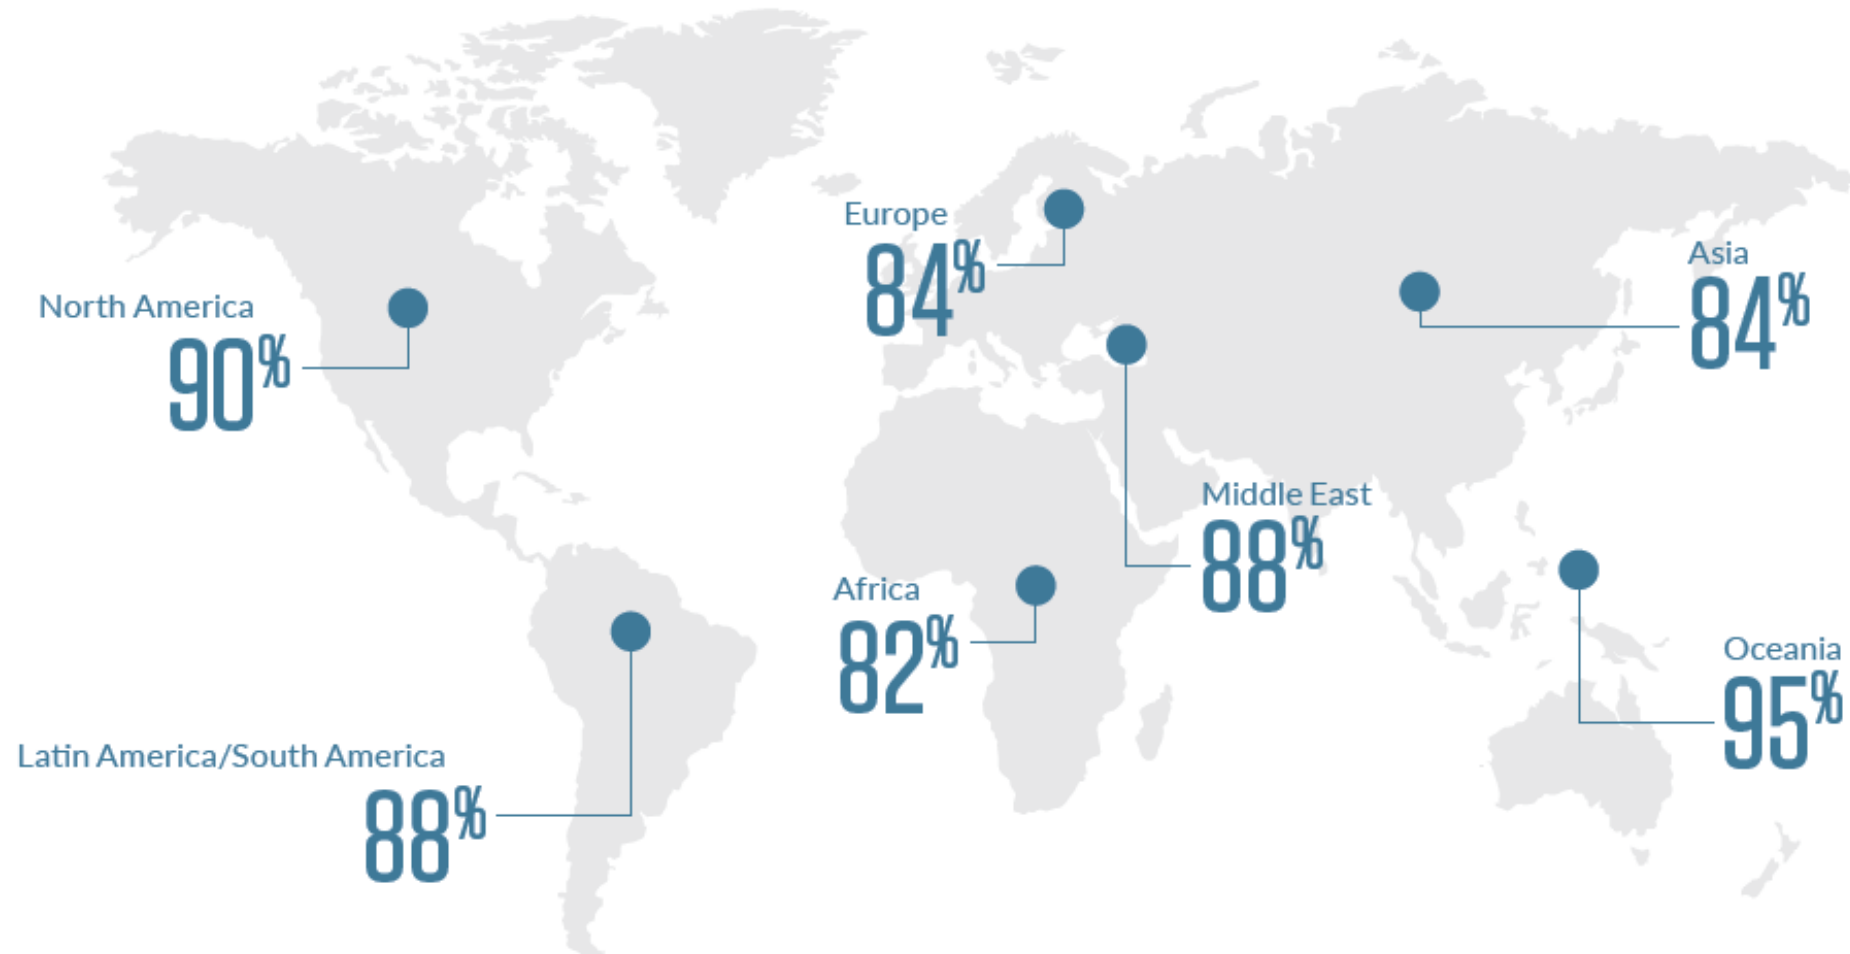 Europe
84%
Asia
84%
North America
90%
Middle East
88%
Africa
82%
Oceania
95%
Latin America/South America
88%